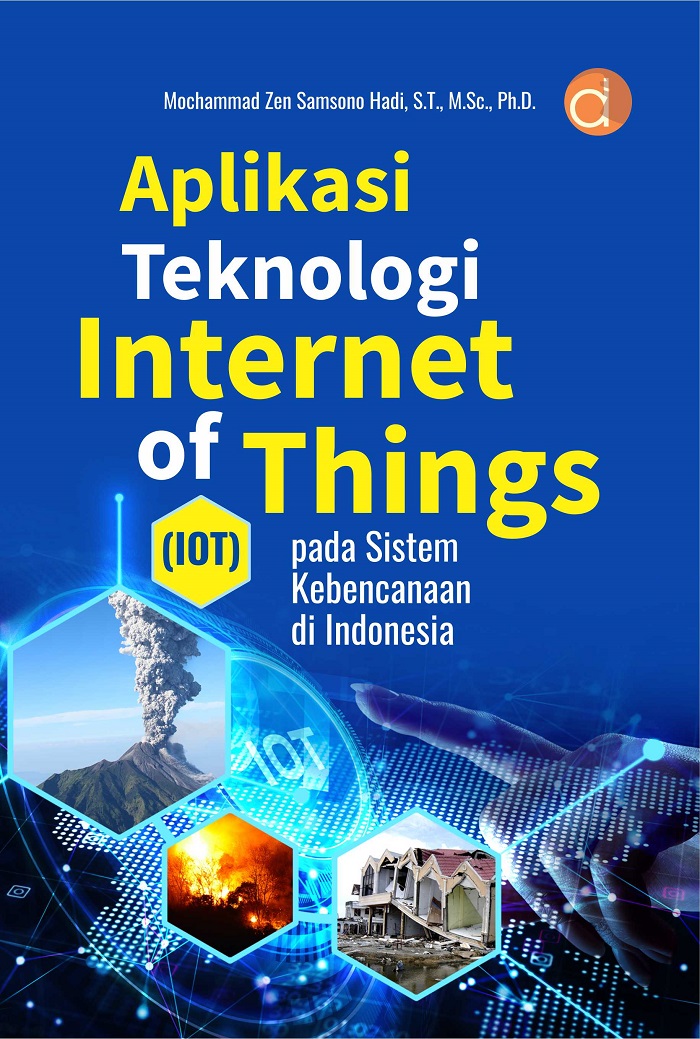 Mochammad Zen Samsono Hadi, S.T., M.Sc., Ph.D.
d
Aplikasi
Teknologi
Internet
of Things
(IOT)
pada Sistem
Kebencanaan
di Indonesia
IOT